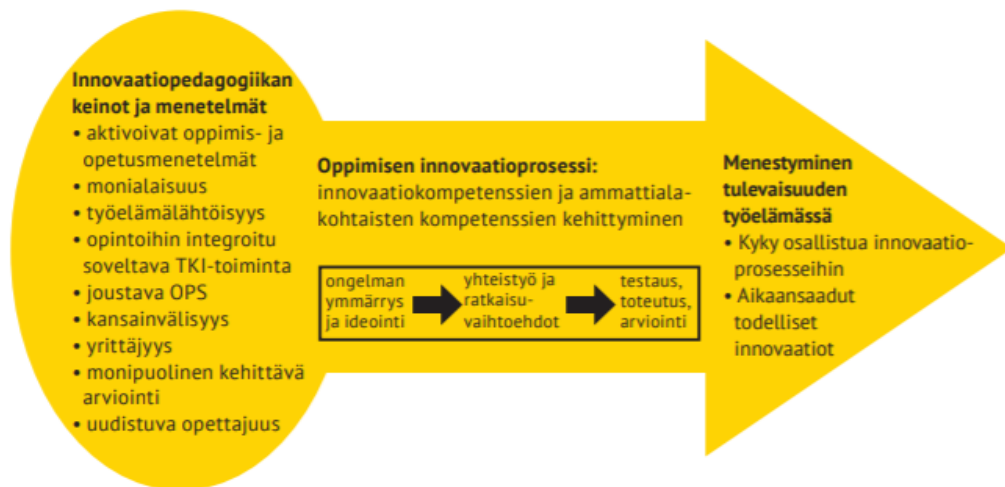 Innovaatiopedagogiikan
keinot ja menetelmät
• aktivoivat oppimis- ja
opetusmenetelmät
• monialaisuus
• työelämälähtöisyys
• opintoihin integroitu
soveltava TKI-toiminta
• joustava OPS
• kansainvälisyys
• yrittäjyys
• monipuolinen kehittävä
arviointi
• uudistuva opettajuus
Oppimisen innovaatioprosessi:
innovaatiokompetenssien ja ammattiala-
kohtaisten kompetenssien kehittyminen
ongelman
ymmärrys
ja ideointi
yhteistyö ja
ratkaisu-
vaihtoehdot
testaus,
toteutus,
arviointi
Menestyminen
tulevaisuuden
työelämässä
• Kyky osallistua innovaatio-
prosesseihin
• Aikaansaadut
todelliset
innovaatiot